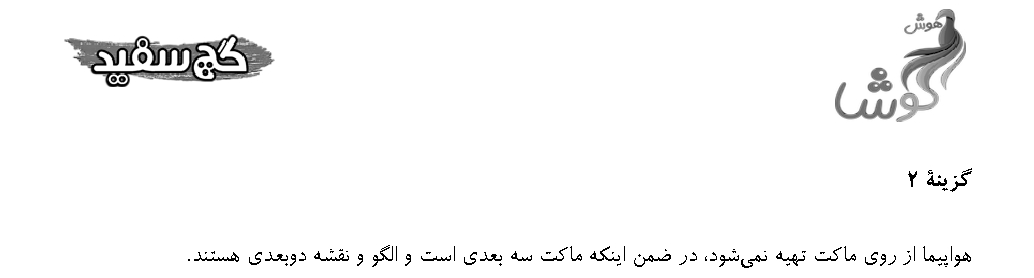 هوش
گوشا
گچ سفید
گزینهٔ ۲
هواپیما از روی ماکت تهیه نمی‌شود، در ضمن اینکه ماکت سه بعدی است و الگو و نقشه دوبعدی هستند.